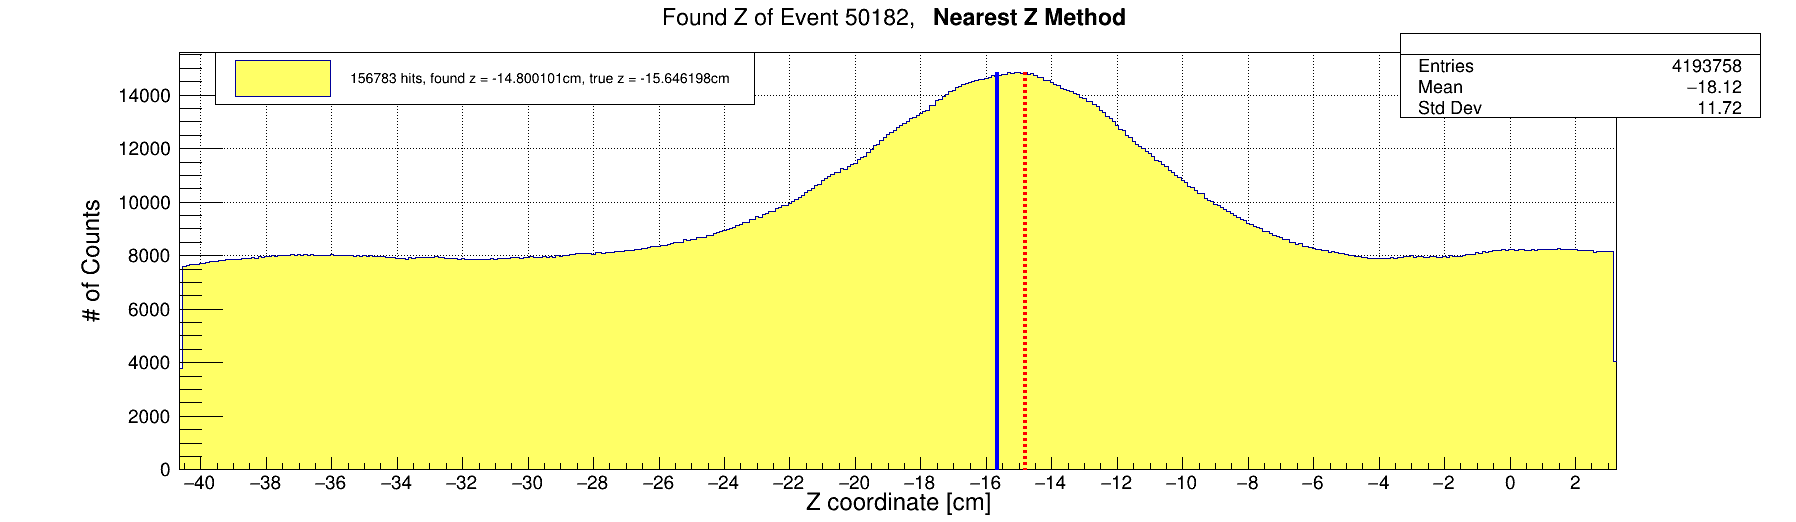 Found Z of Event 50182, Nearest Z Method
156783 hits, found z = -14.800101cm, true z = -15.646198cm
Entries 4193758
Mean −18.12
Std Dev 11.72
# of Counts
14000
12000
10000
8000
6000
4000
2000
0
−40 −38 −36 −34 −32 −30 −28 −26 −24 −22 −20 −18 −16 −14 −12 −10 −8 −6 −4 −2 0 2
Z coordinate [cm]